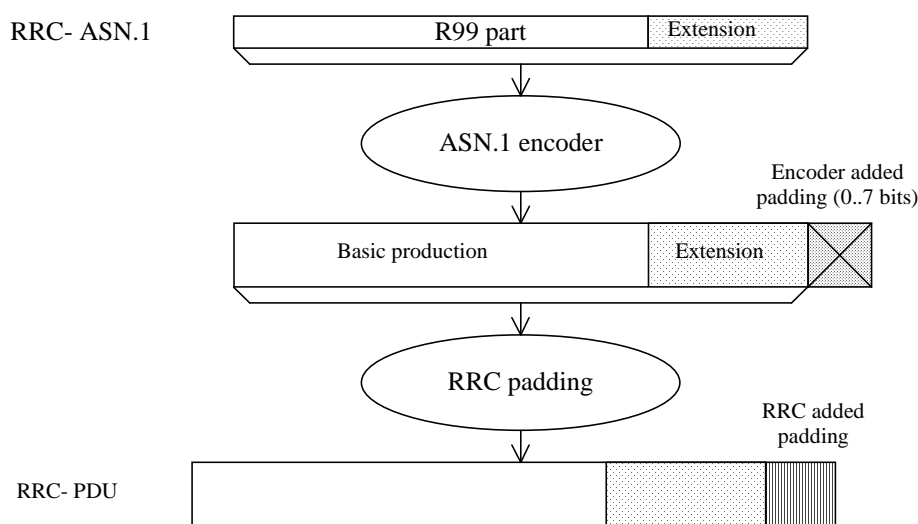 RRC- ASN.1
R99 part
Extension
ASN.1 encoder
Encoder added
padding (0..7 bits)
Basic production
Extension
RRC padding
RRC added
padding
RRC- PDU